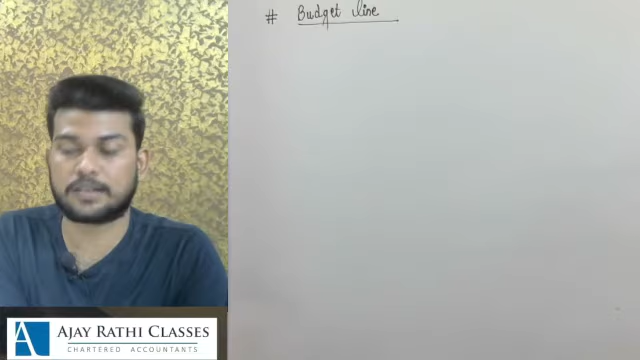 # Budget line
AJAY RATHI CLASSES
CHARTERED ACCOUNTANTS